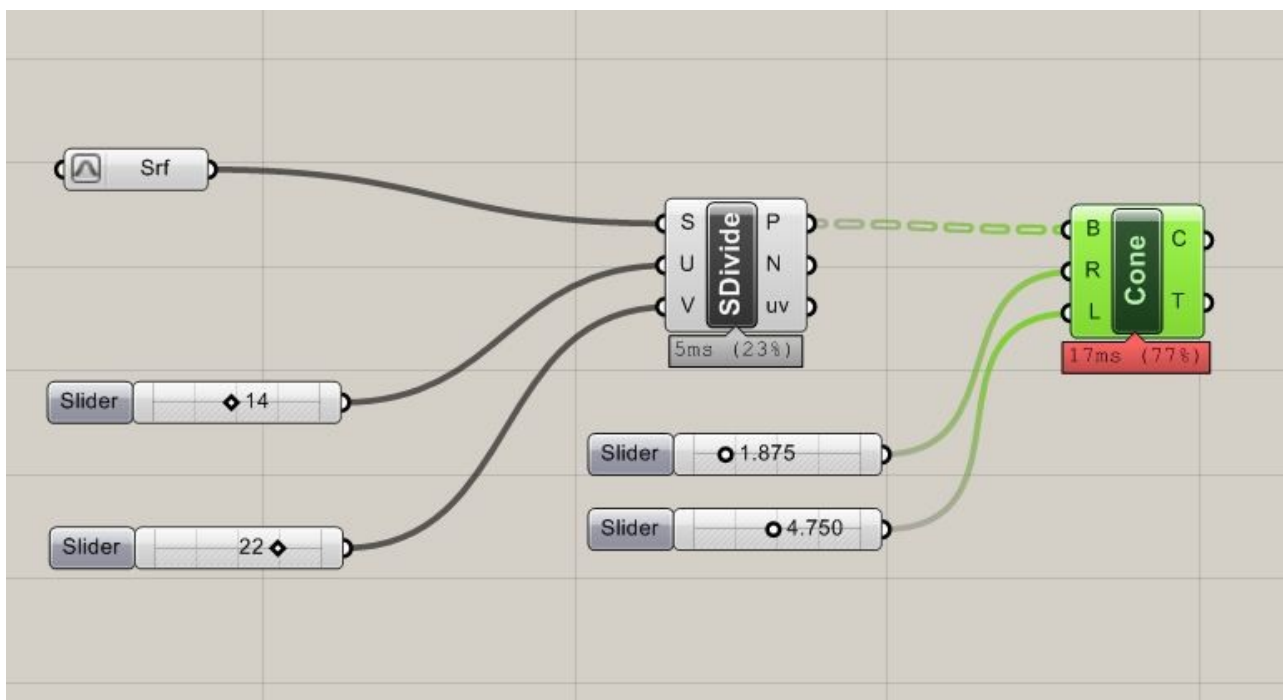 Srf
S
U
V
SDivide
P
N
uv
5ms (23%)
B
R
L
Cone
C
T
17ms (77%)
Slider
14
Slider
1.875
Slider
4.750
Slider
22